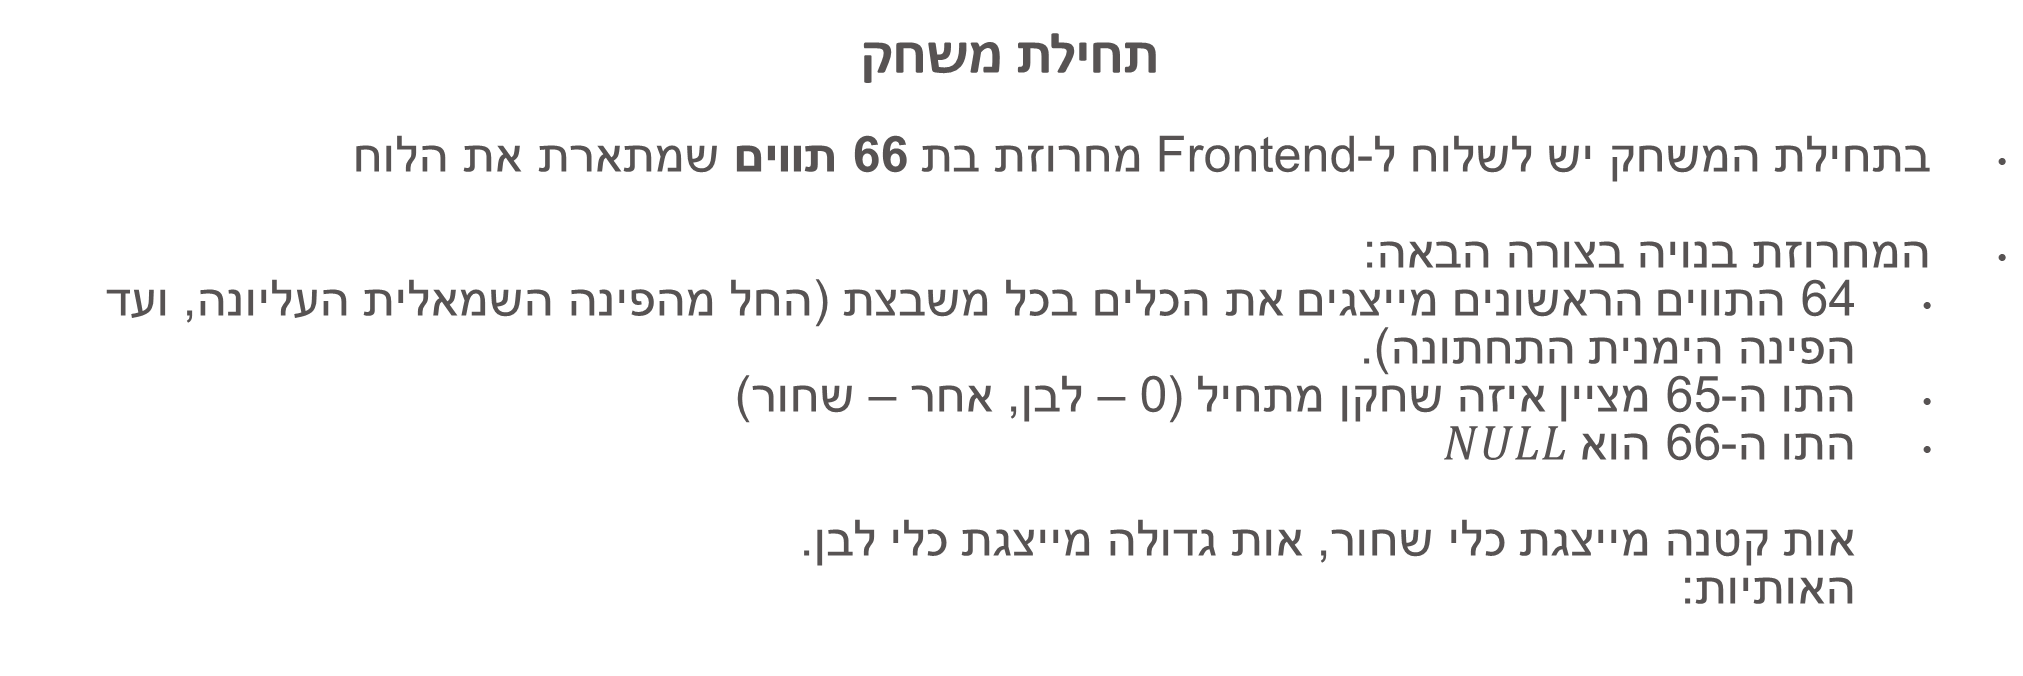 תחילת משחק
• בתחילת המשחק יש לשלוח ל-Frontend מחרוזת בת 66 תווים שמתארת את הלוח
• המחרוזת בנויה בצורה הבאה:
• 64 התווים הראשונים מייצגים את הכלים בכל משבצת (החל מהפינה השמאלית העליונה, ועד
הפינה הימנית התחתונה).
• התו ה-65 מציין איזה שחקן מתחיל (0 – לבן, אחר – שחור)
• התו ה-66 הוא NULL
אות קטנה מייצגת כלי שחור, אות גדולה מייצגת כלי לבן.
האותיות: